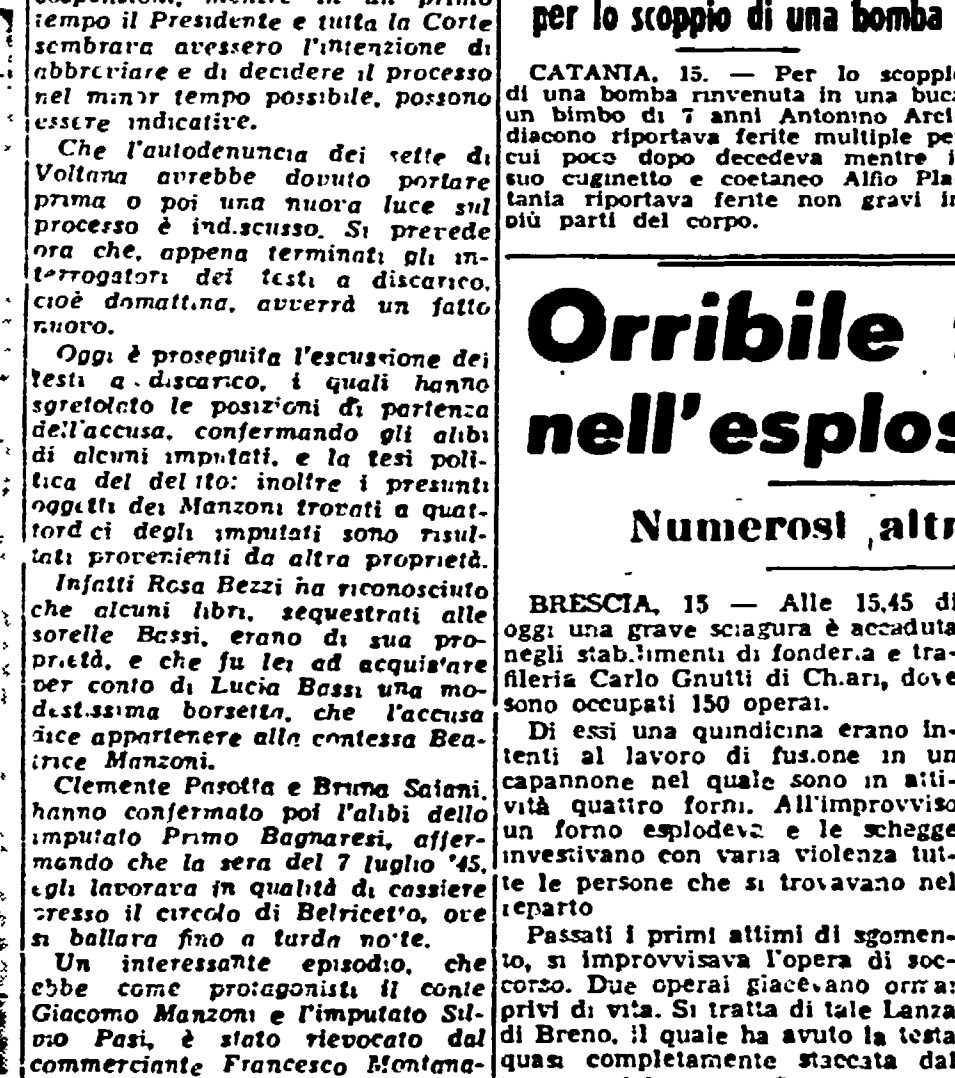 tempo il Presidente e tutta la Corte
sembrava avessero l'intenzione di
abbreviare e di decidere il processo
nel minor tempo possibile, possono
essere indicative.
Che l'autodenuncia dei sette di
Voltana avrebbe dovuto portare
prima o poi una nuova luce sul
processo è indiscusso. Si prevede
ora che, appena terminati gli in-
terrogatori dei testi a discarico,
cioè domattina, avverrà un fatto
nuovo.
Oggi è proseguita l'escussione dei
testi a discarico, i quali hanno
sgretolato le posizioni di partenza
dell'accusa, confermando gli alibi
di alcuni imputati, e la tesi poli-
tica del delitto: inoltre i presunti
oggetti dei Manzoni trovati a quat-
tordici degli imputati sono risul-
tati provenienti da altra proprietà.
Infatti Rosa Bezzi ha riconosciuto
che alcuni libri, sequestrati alle
sorelle Bassi, erano di sua pro-
prietà, e che fu lei ad acquistare
per conto di Lucia Bassi una mo-
destissima borsetta, che l'accusa
dice appartenere alla contessa Bea-
trice Manzoni.
Clemente Pasotta e Bruna Saiani,
hanno confermato poi l'alibi dello
imputato Primo Bagnaresi, affer-
mando che la sera del 7 luglio '45,
egli lavorava in qualità di cassiere
presso il circolo di Belricetto, ove
si ballava fino a tarda notte.
Un interessante episodio, che
ebbe come protagonisti il conte
Giacomo Manzoni e l'imputato Sil-
vio Pasi, è stato rievocato dal
commerciante Francesco Montana-
per lo scoppio di una bomba
CATANIA, 15. — Per lo scoppio
di una bomba rinvenuta in una buca
un bimbo di 7 anni Antonino Arci-
diacono riportava ferite multiple per
cui poco dopo decedeva mentre il
suo cuginetto e coetaneo Alfio Pla-
tania riportava ferite non gravi in
più parti del corpo.
Orribile
nell'esplos
Numerosi altr
BRESCIA, 15 — Alle 15,45 di
oggi una grave sciagura è accaduta
negli stabilimenti di fonderia e tra-
fileria Carlo Gnutti di Chiari, dove
sono occupati 150 operai.
Di essi una quindicina erano in-
tenti al lavoro di fusione in un
capannone nel quale sono in atti-
vità quattro forni. All'improvviso
un forno esplodeva e le schegge
investivano con varia violenza tut-
te le persone che si trovavano nel
reparto
Passati i primi attimi di sgomen-
to, si improvvisava l'opera di soc-
corso. Due operai giacevano ormai
privi di vita. Si tratta di tale Lanza
di Breno, il quale ha avuto la testa
quasi completamente staccata dal